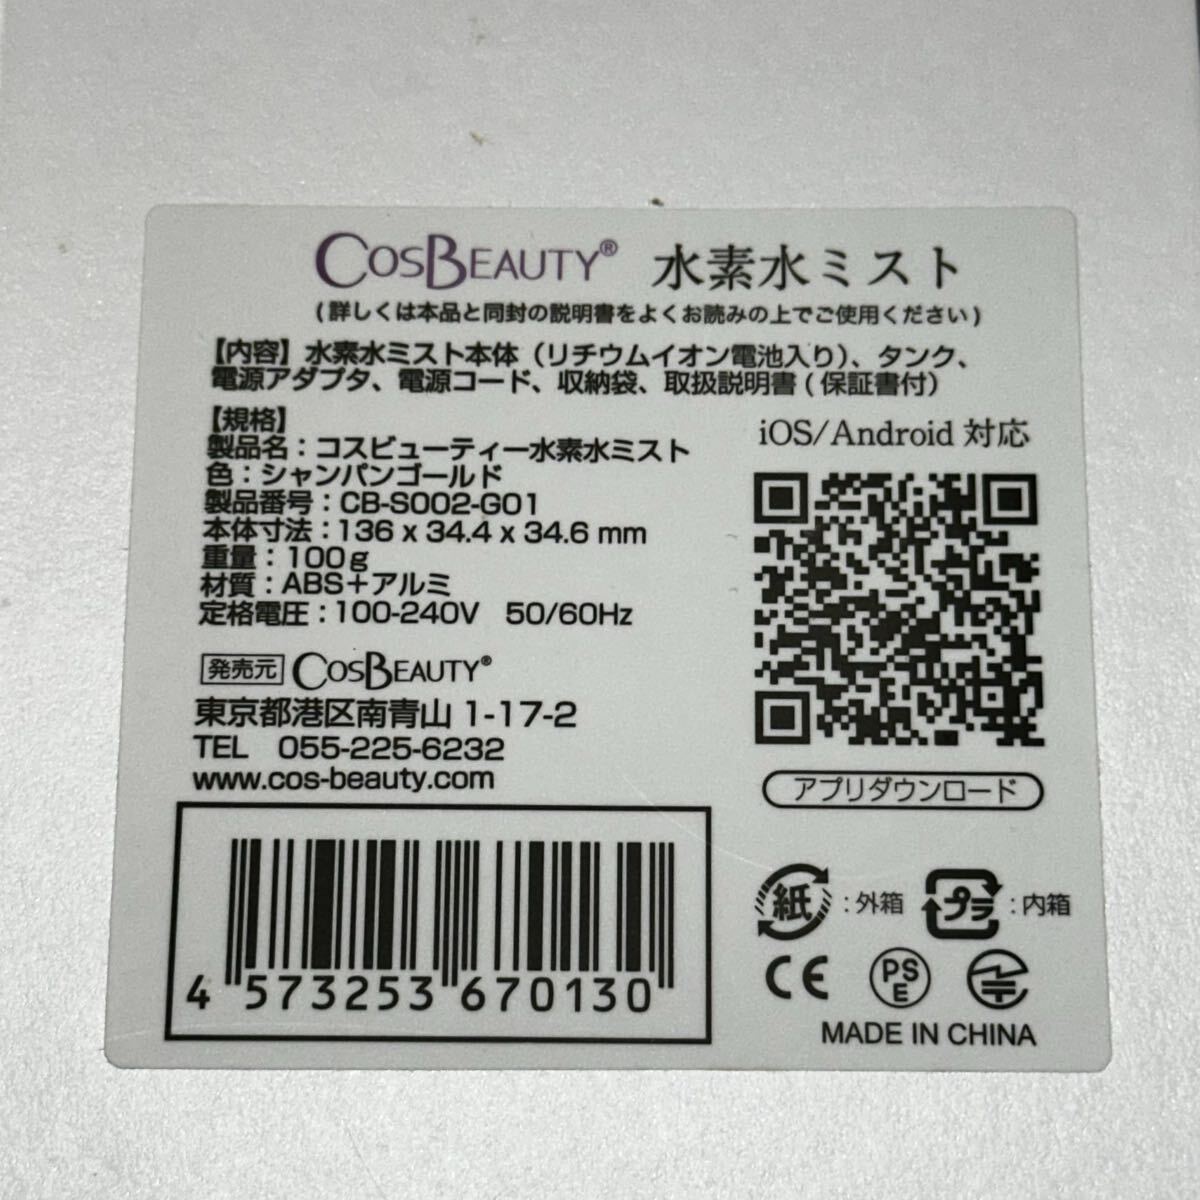 COSBEAUTY® 水素水ミスト
(詳しくは本品と同封の説明書をよくお読みの上でご使用ください)
【内容】水素水ミスト本体（リチウムイオン電池入り）、タンク、
電源アダプタ、電源コード、収納袋、取扱説明書(保証書付)
【規格】
製品名：コスビューティー水素水ミスト
色：シャンパンゴールド
製品番号：CB-S002-G01
本体寸法：136 x 34.4 x 34.6 mm
重量：100g
材質：ABS＋アルミ
定格電圧：100-240V 50/60Hz
iOS/Android 対応
アプリダウンロード
発売元 COSBEAUTY®
東京都港区南青山 1-17-2
TEL 055-225-6232
www.cos-beauty.com
4 573253 670130
紙：外箱 プラ：内箱
CE PSE
MADE IN CHINA